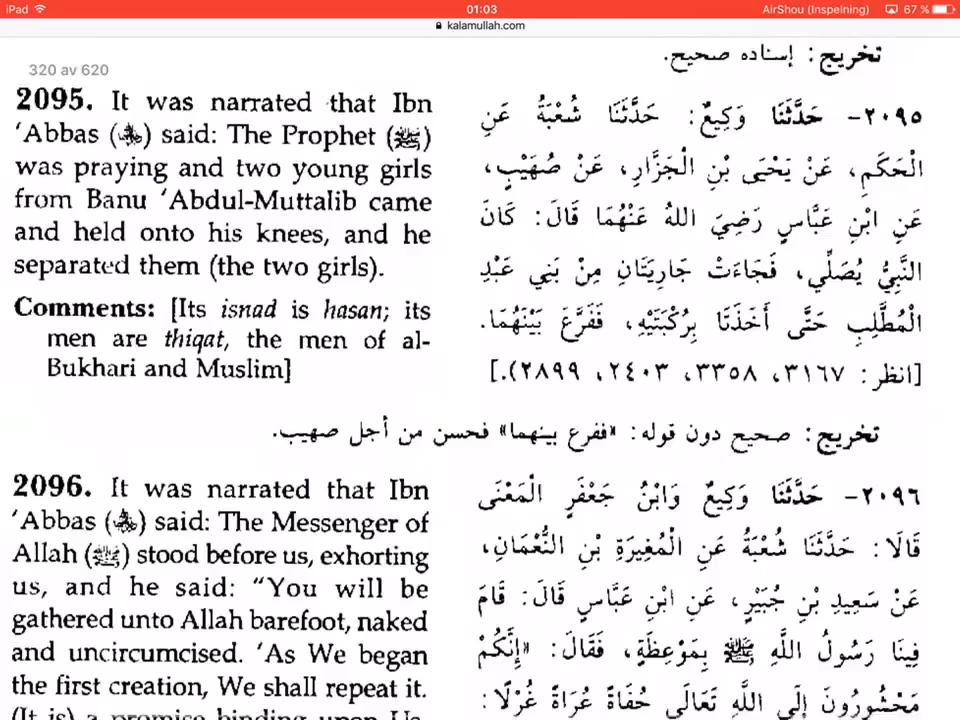 iPad 01:03 AirShou (Inspelning) 67 %
kalamullah.com
320 av 620
تخريج: إسناده صحيح.
2095. It was narrated that Ibn
'Abbas (ﷺ) said: The Prophet (ﷺ)
was praying and two young girls
from Banu 'Abdul-Muttalib came
and held onto his knees, and he
separated them (the two girls).
Comments: [Its isnad is hasan; its
men are thiqat, the men of al-
Bukhari and Muslim]
٢٠٩٥- حَدَّثَنَا وَكِيعٌ: حَدَّثَنَا شُعْبَةُ عَنِ
الْحَكَمِ، عَنْ يَحْيَى بْنِ الْجَزَّارِ، عَنْ صُهَيْبٍ،
عَنِ ابْنِ عَبَّاسٍ رَضِيَ اللهُ عَنْهُمَا قَالَ: كَانَ
النَّبِيُّ يُصَلِّي، فَجَاءَتْ جَارِيَتَانِ مِنْ بَنِي عَبْدِ
الْمُطَّلِبِ حَتَّى أَخَذَتَا بِرُكْبَتَيْهِ، فَفَرَّعَ بَيْنَهُمَا.
[انظر: ٣١٦٧، ٣٣٥٨، ٢٤٠٣، ٢٨٩٩).]
تخريج: صحيح دون قوله: «ففرع بينهما» فحسن من أجل صهيب.
2096. It was narrated that Ibn
'Abbas () said: The Messenger of
Allah (ﷺ) stood before us, exhorting
us, and he said: "You will be
gathered unto Allah barefoot, naked
and uncircumcised. 'As We began
the first creation, We shall repeat it.
(It is) a promise binding upon Us.
٢٠٩٦- حَدَّثَنَا وَكِيعٌ وَابْنُ جَعْفَرٍ الْمَعْنَى
قَالَا: حَدَّثَنَا شُعْبَةُ عَنِ الْمُغِيرَةِ بْنِ النُّعْمَانِ،
عَنْ سَعِيدِ بْنِ جُبَيْرٍ، عَنِ ابْنِ عَبَّاسٍ قَالَ: قَامَ
فِينَا رَسُولُ اللَّهِ ﷺ بِمَوْعِظَةٍ، فَقَالَ: «إِنَّكُمْ
مَحْشُورُونَ إِلَى اللَّهِ تَعَالَى حُفَاةً عُرَاةً غُرْلًا: